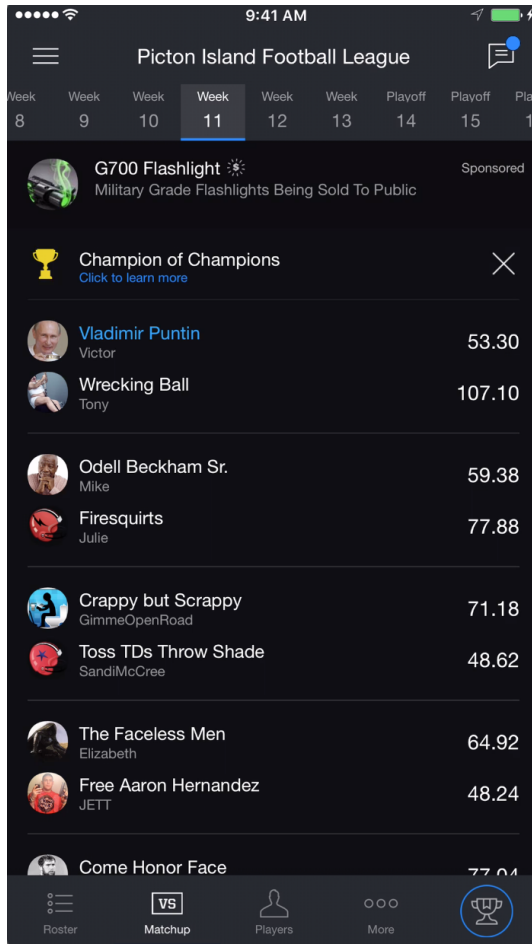 9:41 AM
Picton Island Football League
Week Week Week Week Week Week Playoff Playoff Pla
8 9 10 11 12 13 14 15 1
G700 Flashlight
Sponsored
Military Grade Flashlights Being Sold To Public
Champion of Champions
Click to learn more
Vladimir Puntin
Victor
53.30
Wrecking Ball
Tony
107.10
Odell Beckham Sr.
Mike
59.38
Firesquirts
Julie
77.88
Crappy but Scrappy
GimmeOpenRoad
71.18
Toss TDs Throw Shade
SandiMcCree
48.62
The Faceless Men
Elizabeth
64.92
Free Aaron Hernandez
JETT
48.24
Come Honor Face
77.04
VS
Roster Matchup Players More